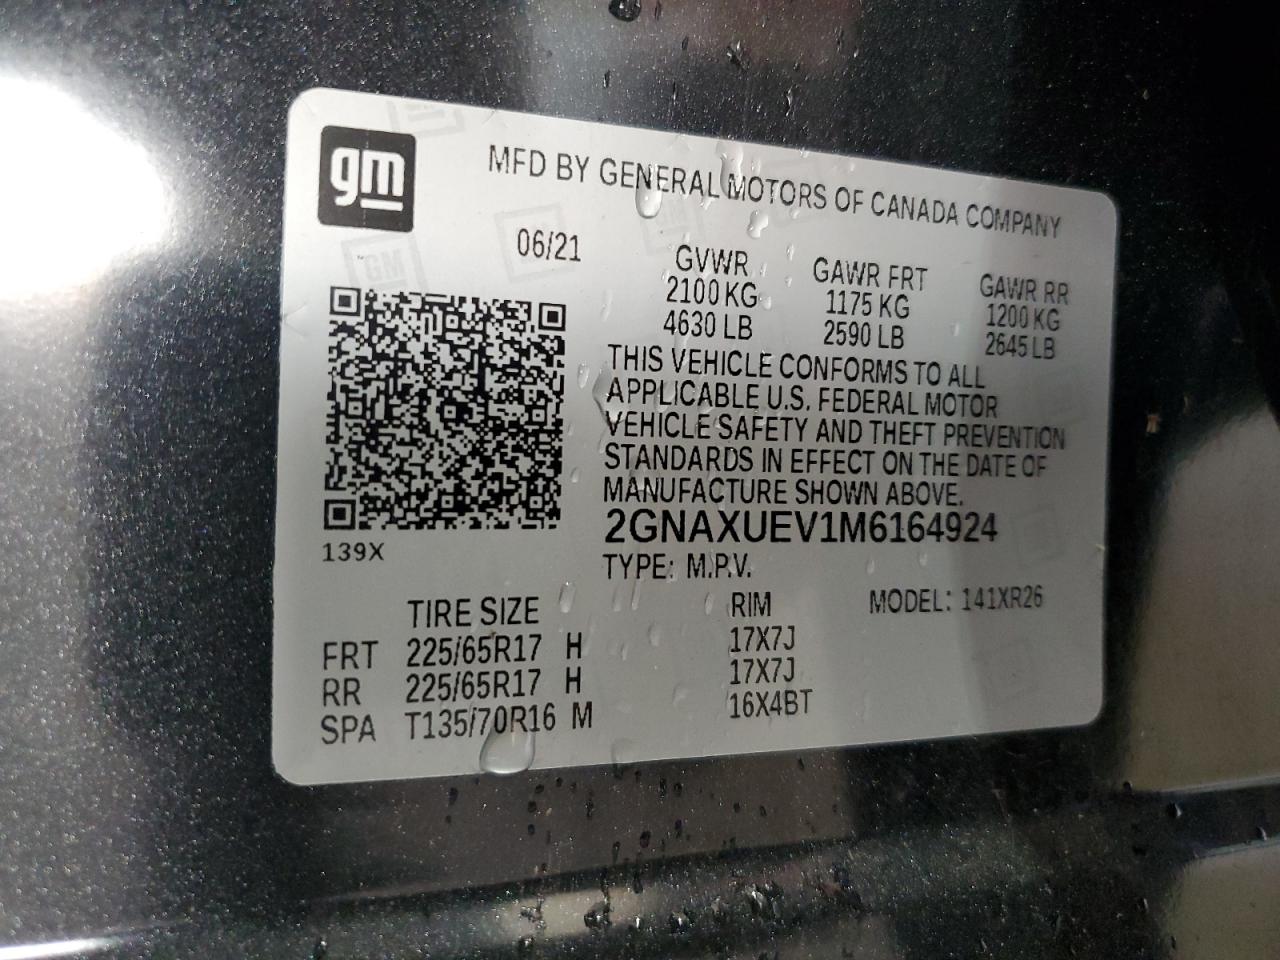 gm
MFD BY GENERAL MOTORS OF CANADA COMPANY
06/21
GVWR GAWR FRT GAWR RR
2100 KG 1175 KG 1200 KG
4630 LB 2590 LB 2645 LB
THIS VEHICLE CONFORMS TO ALL
APPLICABLE U.S. FEDERAL MOTOR
VEHICLE SAFETY AND THEFT PREVENTION
STANDARDS IN EFFECT ON THE DATE OF
MANUFACTURE SHOWN ABOVE.
2GNAXUEV1M6164924
139X
TYPE: M.P.V.
MODEL: 141XR26
TIRE SIZE RIM
FRT 225/65R17 H 17X7J
RR 225/65R17 H 17X7J
SPA T135/70R16 M 16X4BT